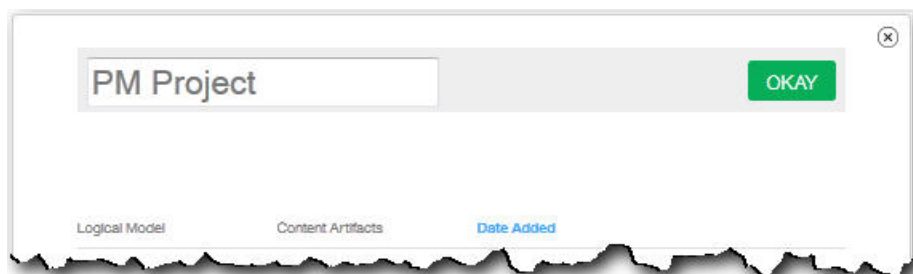 PM Project
OKAY
Logical Model
Content Artifacts
Date Added